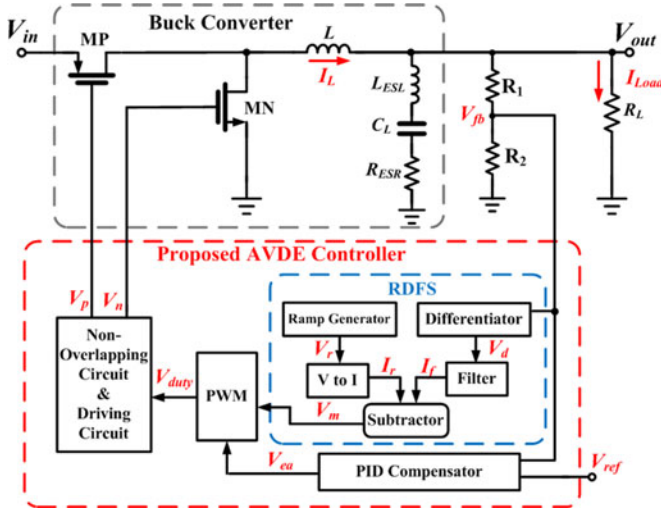 Buck Converter
V_in
MP
L
V_out
I_L
I_Load
MN
L_ESL
R_1
C_L
V_fb
R_L
R_ESR
R_2
Proposed AVDE Controller
V_p
V_n
RDFS
Ramp Generator
Differentiator
V_r
V_d
V to I
I_r
I_f
Filter
Subtractor
V_m
Non-
Overlapping
Circuit
&
Driving
Circuit
V_duty
PWM
V_ea
PID Compensator
V_ref